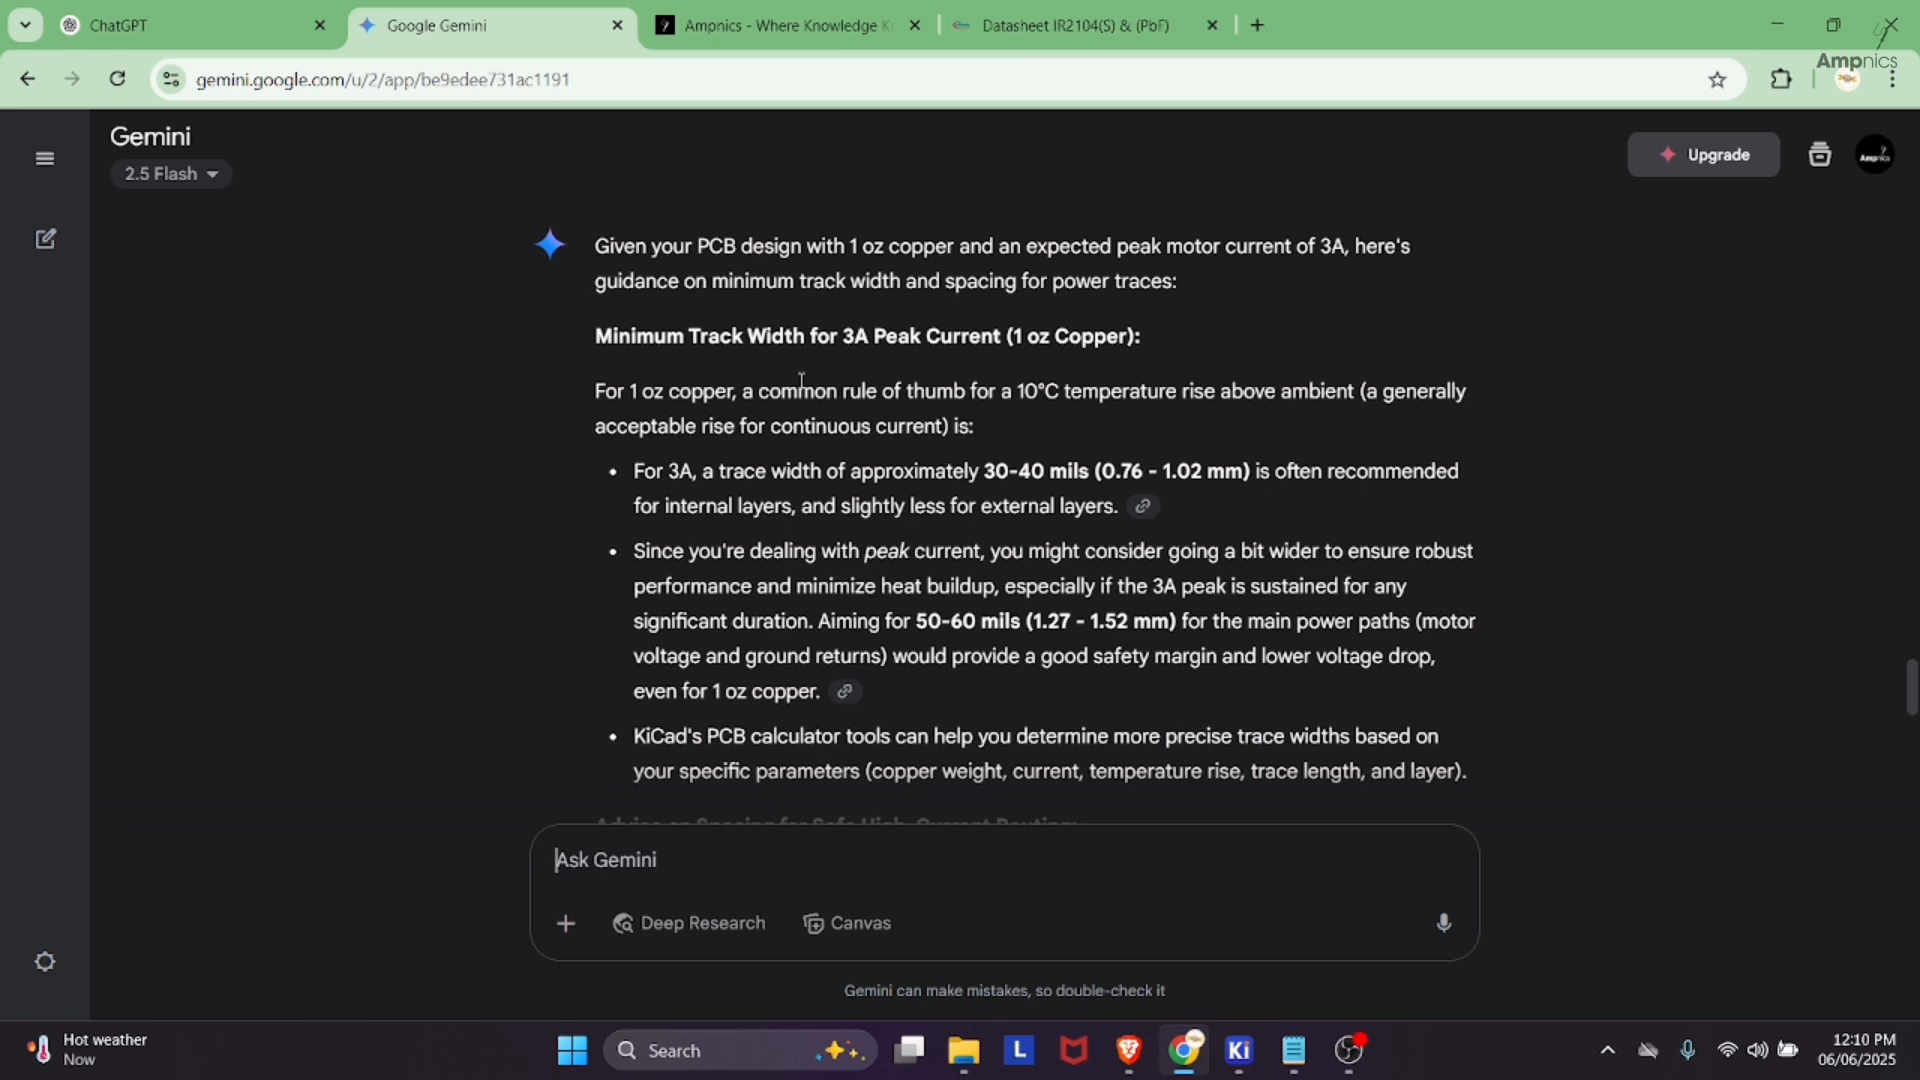 ChatGPT
Google Gemini
Ampnics - Where Knowledge K
Datasheet IR2104(S) & (PbF)
Ampnics
gemini.google.com/u/2/app/be9edee731ac1191
Gemini
2.5 Flash
Upgrade
Ampnics
Given your PCB design with 1 oz copper and an expected peak motor current of 3A, here's
guidance on minimum track width and spacing for power traces:
Minimum Track Width for 3A Peak Current (1 oz Copper):
For 1 oz copper, a common rule of thumb for a 10°C temperature rise above ambient (a generally
acceptable rise for continuous current) is:
• For 3A, a trace width of approximately 30-40 mils (0.76 - 1.02 mm) is often recommended
for internal layers, and slightly less for external layers.
• Since you're dealing with peak current, you might consider going a bit wider to ensure robust
performance and minimize heat buildup, especially if the 3A peak is sustained for any
significant duration. Aiming for 50-60 mils (1.27 - 1.52 mm) for the main power paths (motor
voltage and ground returns) would provide a good safety margin and lower voltage drop,
even for 1 oz copper.
• KiCad's PCB calculator tools can help you determine more precise trace widths based on
your specific parameters (copper weight, current, temperature rise, trace length, and layer).
Advice on Spacing for Safe High-Current Routing:
Ask Gemini
Deep Research
Canvas
Gemini can make mistakes, so double-check it
Hot weather
Now
Search
L
Ki
12:10 PM
06/06/2025